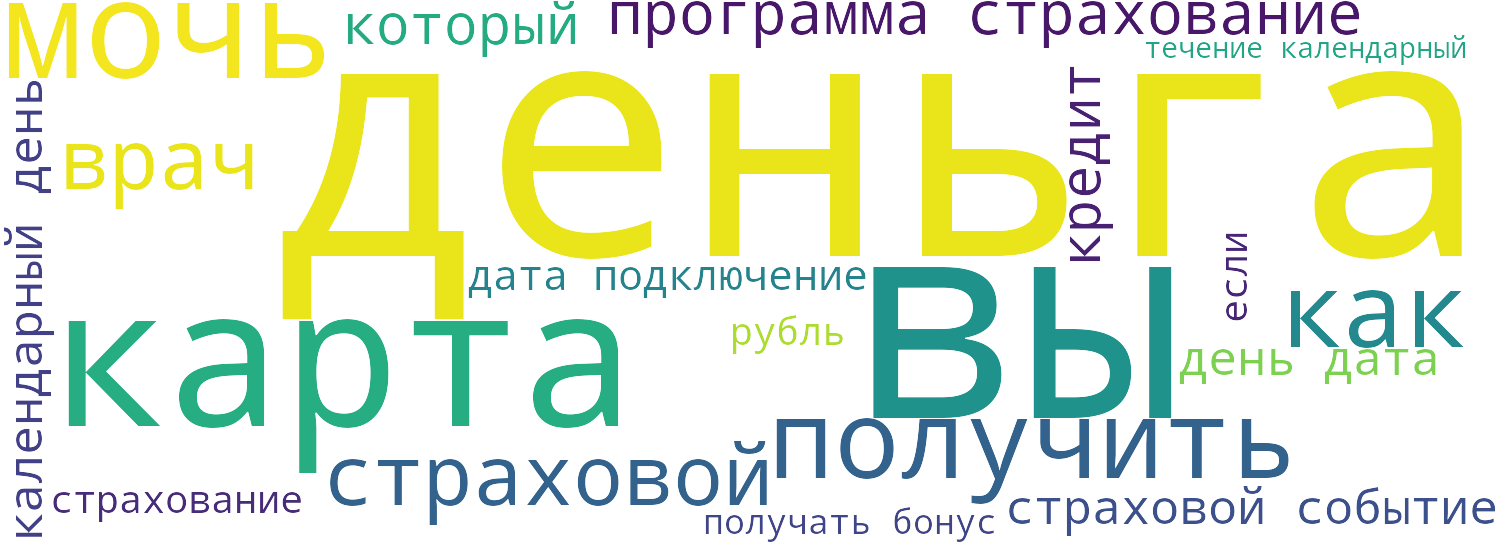 мочь
который
программа страхование
течение календарный
деньга
врач
календарный день
кредит
дата подключение
вы
если
как
карта
рубль
день дата
получить
страховой
страхование
получать бонус
страховой событие